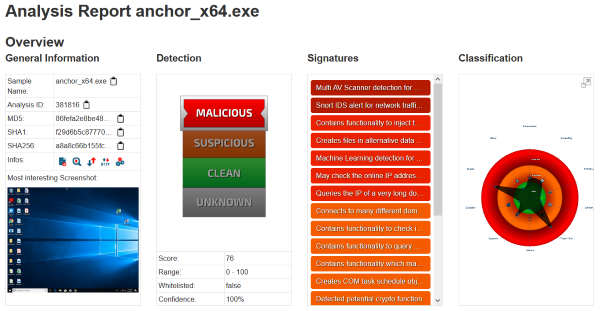 Analysis Report anchor_x64.exe
Overview
General Information
Sample Name:
anchor_x64.exe
Analysis ID:
381816
MD5:
86fefa2e8be48...
SHA1:
f29d6b5c87770...
SHA256:
a8a8c66b155fc...
Infos:
HTTP
Most interesting Screenshot:
Detection
MALICIOUS
SUSPICIOUS
CLEAN
UNKNOWN
Score:
76
Range:
0 - 100
Whitelisted:
false
Confidence:
100%
Signatures
Multi AV Scanner detection for ...
Snort IDS alert for network traffi...
Contains functionality to inject t...
Creates files in alternative data ...
Machine Learning detection for ...
May check the online IP address ...
Queries the IP of a very long do...
Connects to many different dom...
Contains functionality to check i...
Contains functionality to query ...
Contains functionality which ma...
Creates COM task schedule obj...
Detected potential crypto function
Classification